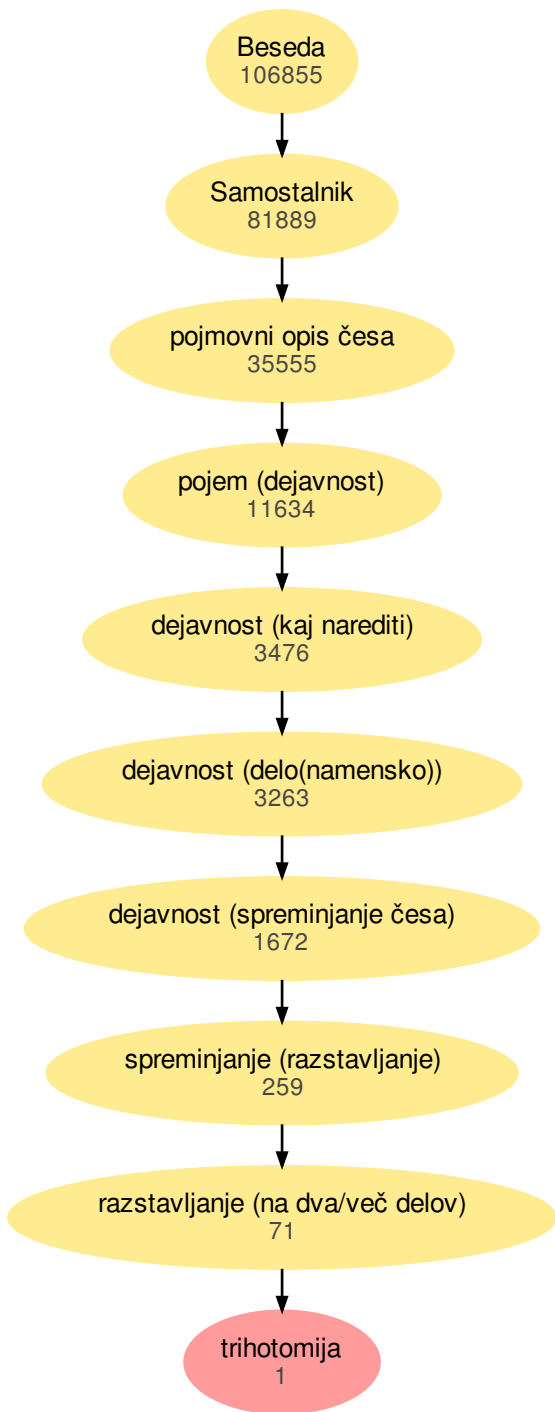 Beseda
106855
Samostalnik
81889
pojmovni opis česa
35555
pojem (dejavnost)
11634
dejavnost (kaj narediti)
3476
dejavnost (delo(namensko))
3263
dejavnost (spreminjanje česa)
1672
spreminjanje (razstavljanje)
259
razstavljanje (na dva/več delov)
71
trihotomija
1